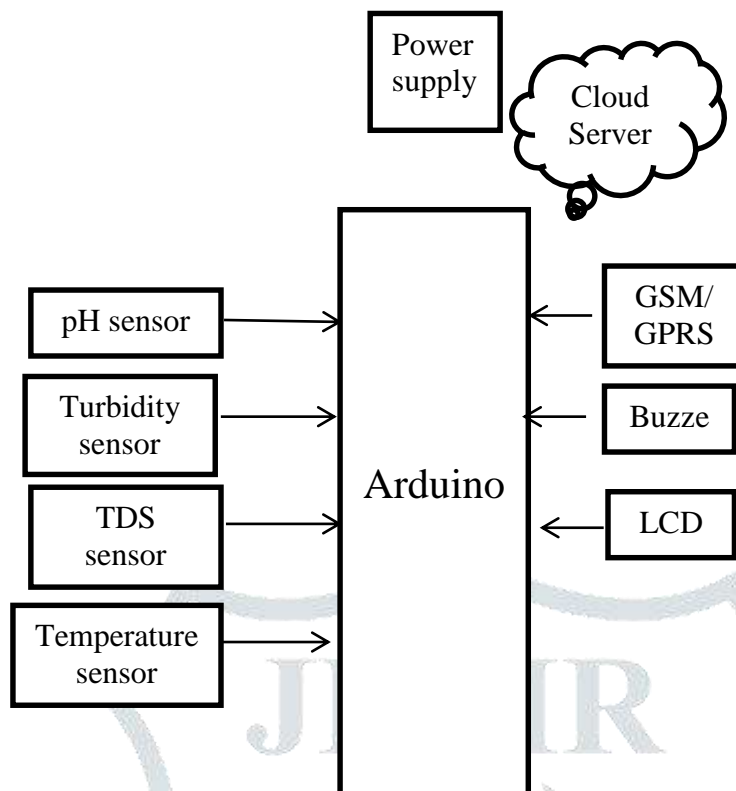 Power
supply
Cloud
Server
pH sensor
Turbidity
sensor
TDS
sensor
Temperature
sensor
Arduino
GSM/
GPRS
Buzze
LCD